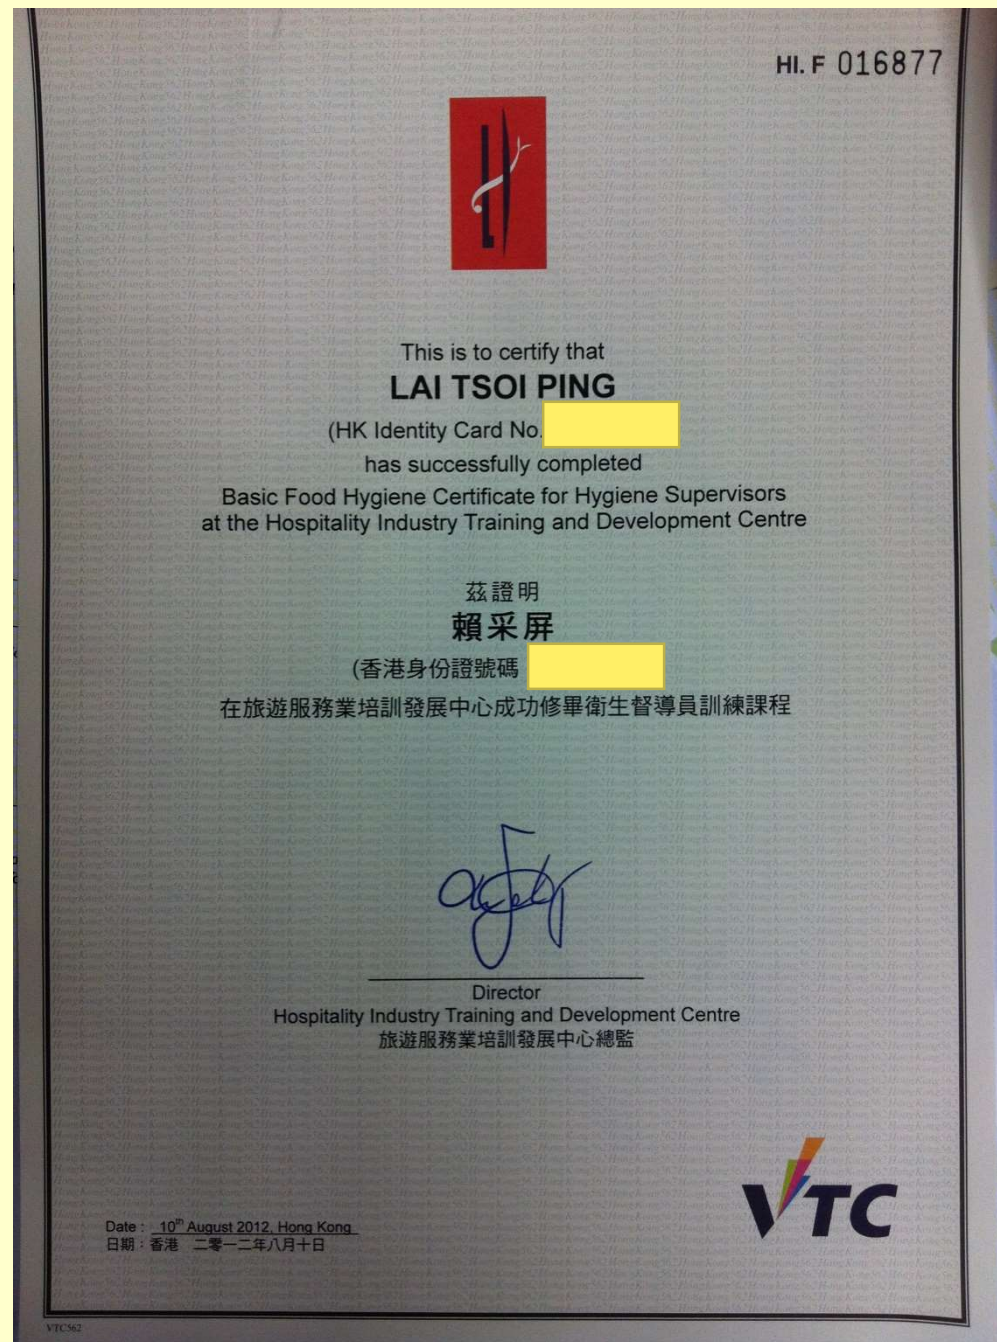 HI. F 016877
This is to certify that
LAI TSOI PING
(HK Identity Card No.
has successfully completed
Basic Food Hygiene Certificate for Hygiene Supervisors
at the Hospitality Industry Training and Development Centre
茲證明
賴采屏
(香港身份證號碼
在旅遊服務業培訓發展中心成功修畢衛生督導員訓練課程
Director
Hospitality Industry Training and Development Centre
旅遊服務業培訓發展中心總監
VTC
Date : 10th August 2012, Hong Kong
日期：香港 二零一二年八月十日
VTC562